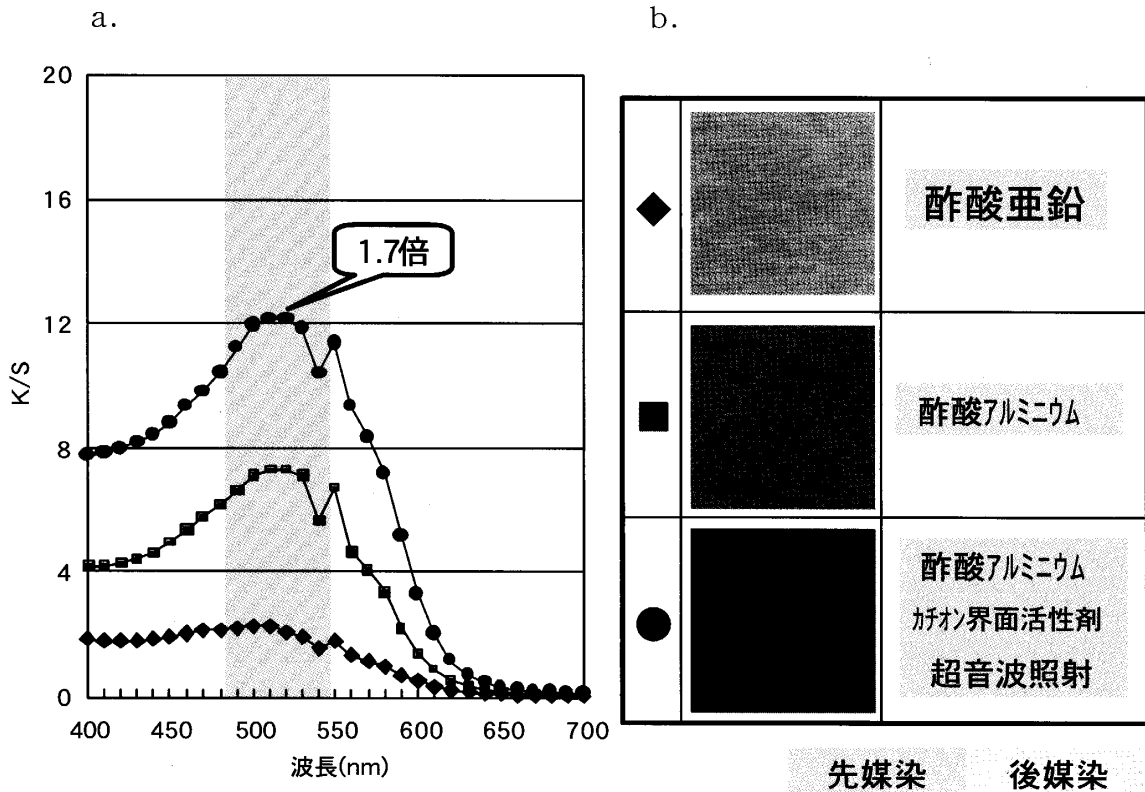 a.
b.
20
16
12
8
4
0
K/S
1.7倍
400 450 500 550 600 650 700
波長(nm)
酢酸亜鉛
酢酸アルミニウム
酢酸アルミニウム
カチオン界面活性剤
超音波照射
先媒染 後媒染